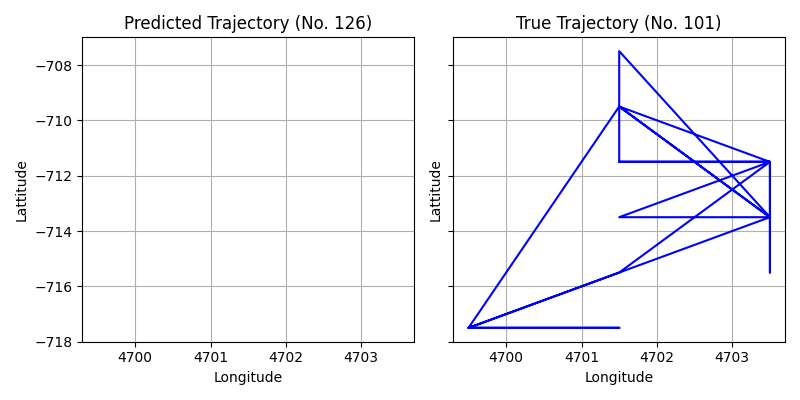 Predicted Trajectory (No. 126)
True Trajectory (No. 101)
Lattitude
−708
−710
−712
−714
−716
−718
4700 4701 4702 4703
Longitude
Lattitude
4700 4701 4702 4703
Longitude